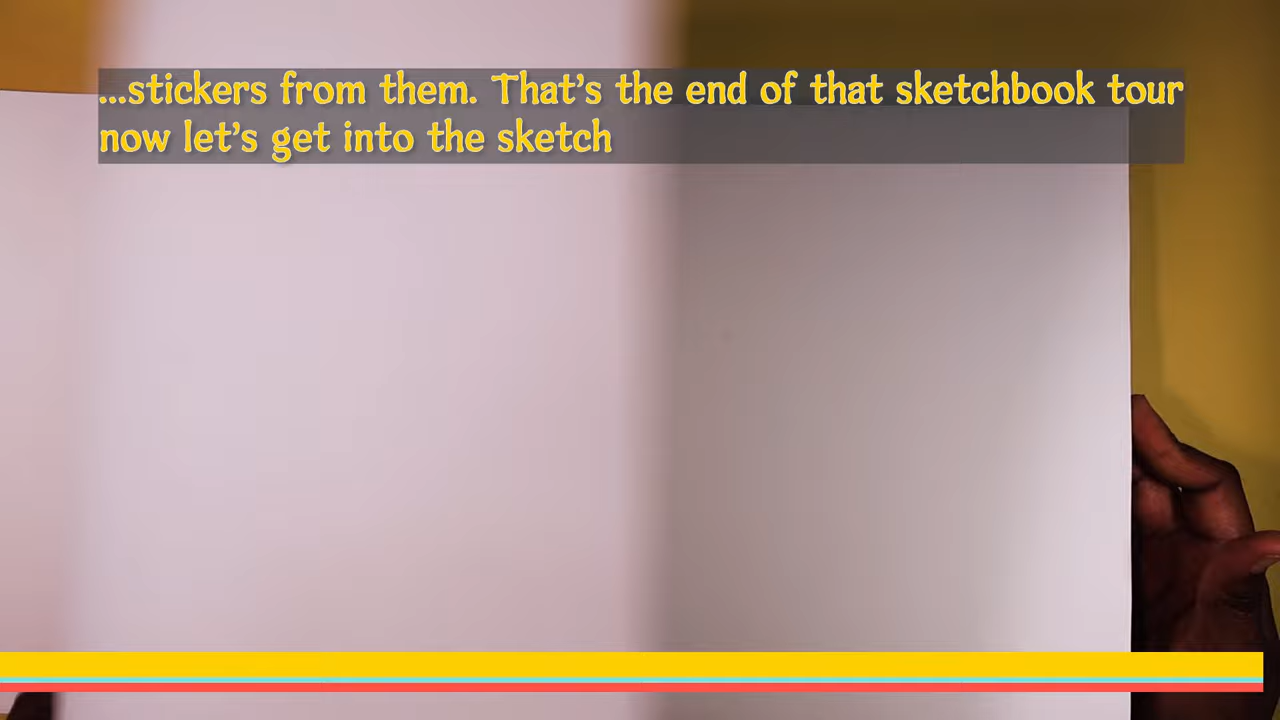 ...stickers from them. That's the end of that sketchbook tour
now let's get into the sketch